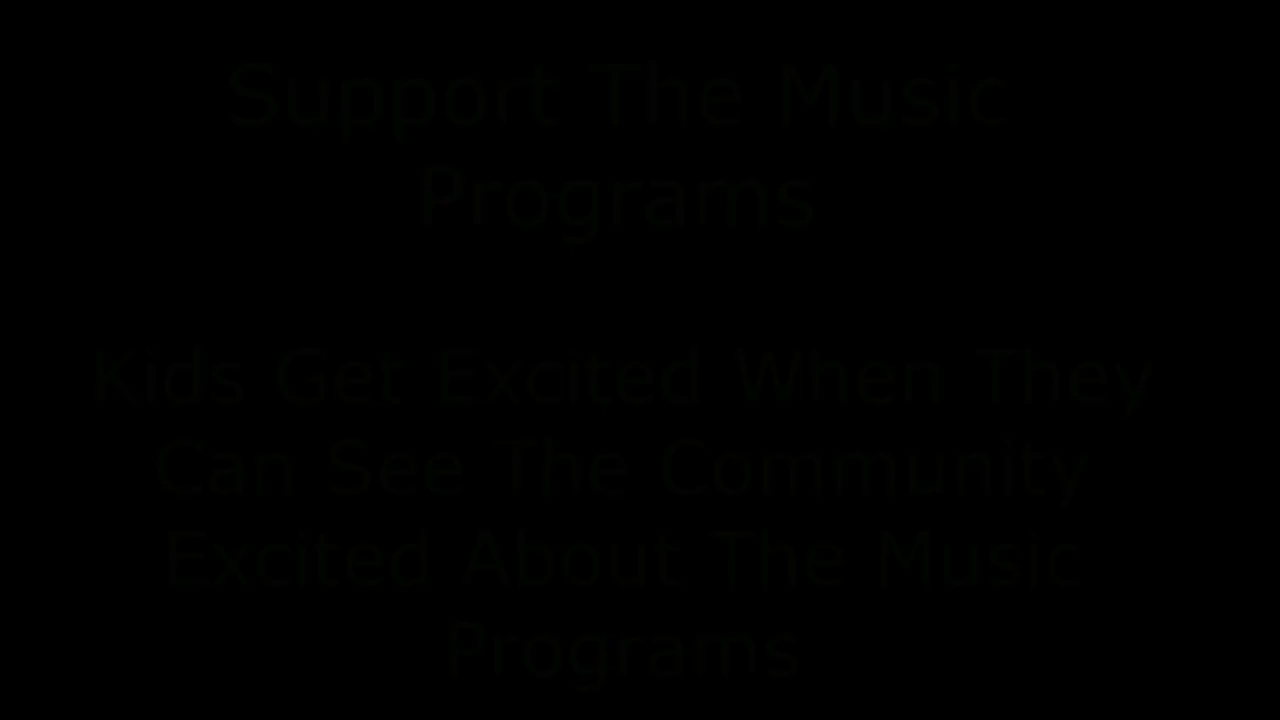 Support The Music
Programs
Kids Get Excited When They
Can See The Community
Excited About The Music
Programs